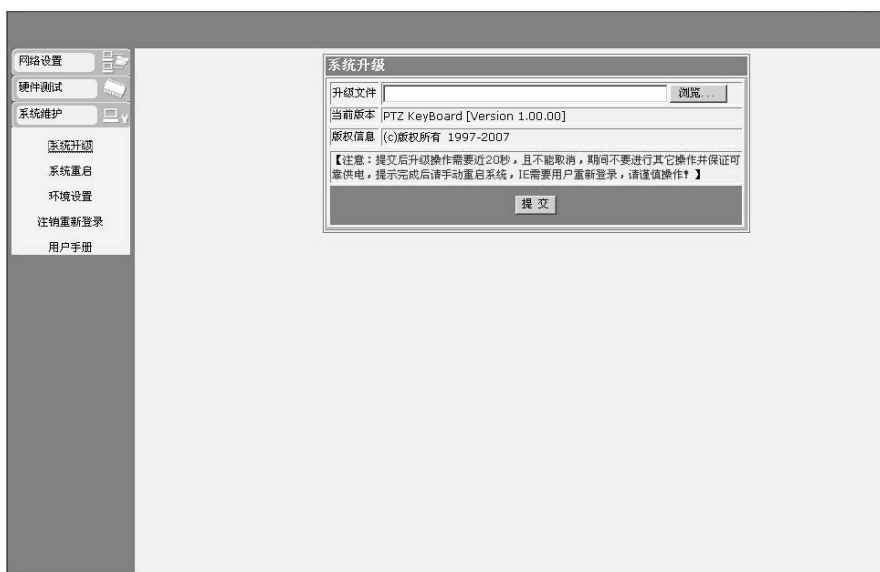 网络设置
硬件测试
系统维护
系统升级
系统重启
环境设置
注销重新登录
用户手册
系统升级
升级文件
浏览...
当前版本 PTZ KeyBoard [Version 1.00.00]
版权信息 (c)版权所有 1997-2007
【注意：提交后升级操作需要近20秒，且不能取消，期间不要进行其它操作并保证可
靠供电，提示完成后请手动重启系统，IE需要用户重新登录，请谨值操作！】
提 交